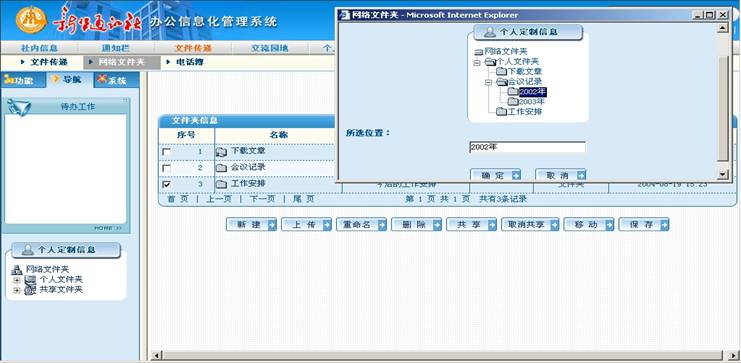 新快通社 办公信息化管理系统
社内信息 通知栏 文件传递 交流园地 个
文件传递 网络文件夹 电话簿
功能 导航 系统
待办工作
HOME >>
个人定制信息
网络文件夹
个人文件夹
共享文件夹
文件夹信息
序号 名称
1 下载文章
2 会议记录
3 工作安排 今后的工作安排 文件夹 2004-08-19 15:23
首 页 | 上一页 | 下一页 | 尾 页 第 1 页 共 1 页 共有3条记录
新 建 上 传 重命名 删 除 共 享 取消共享 移 动 保 存
网络文件夹 - Microsoft Internet Explorer
个人定制信息
网络文件夹
个人文件夹
下载文章
会议记录
2002年
2003年
工作安排
所选位置：
2002年
确 定 取 消